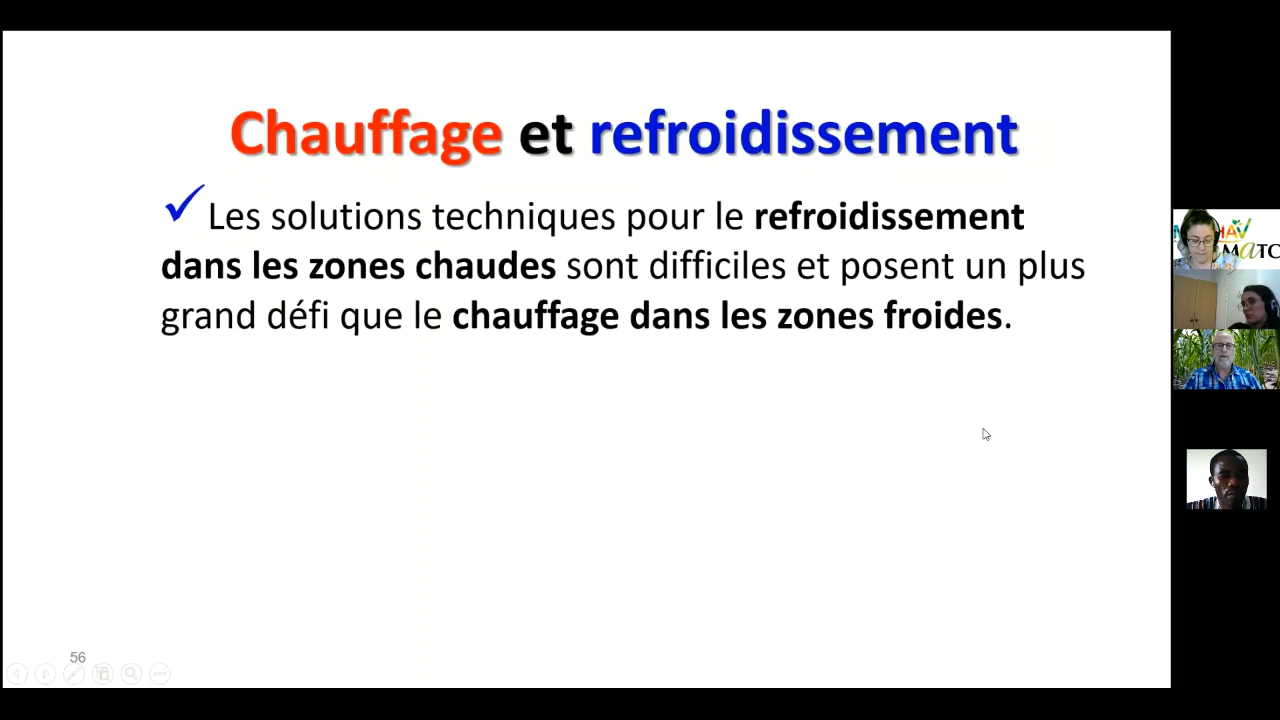 Chauffage et refroidissement
✓Les solutions techniques pour le refroidissement
dans les zones chaudes sont difficiles et posent un plus
grand défi que le chauffage dans les zones froides.
56